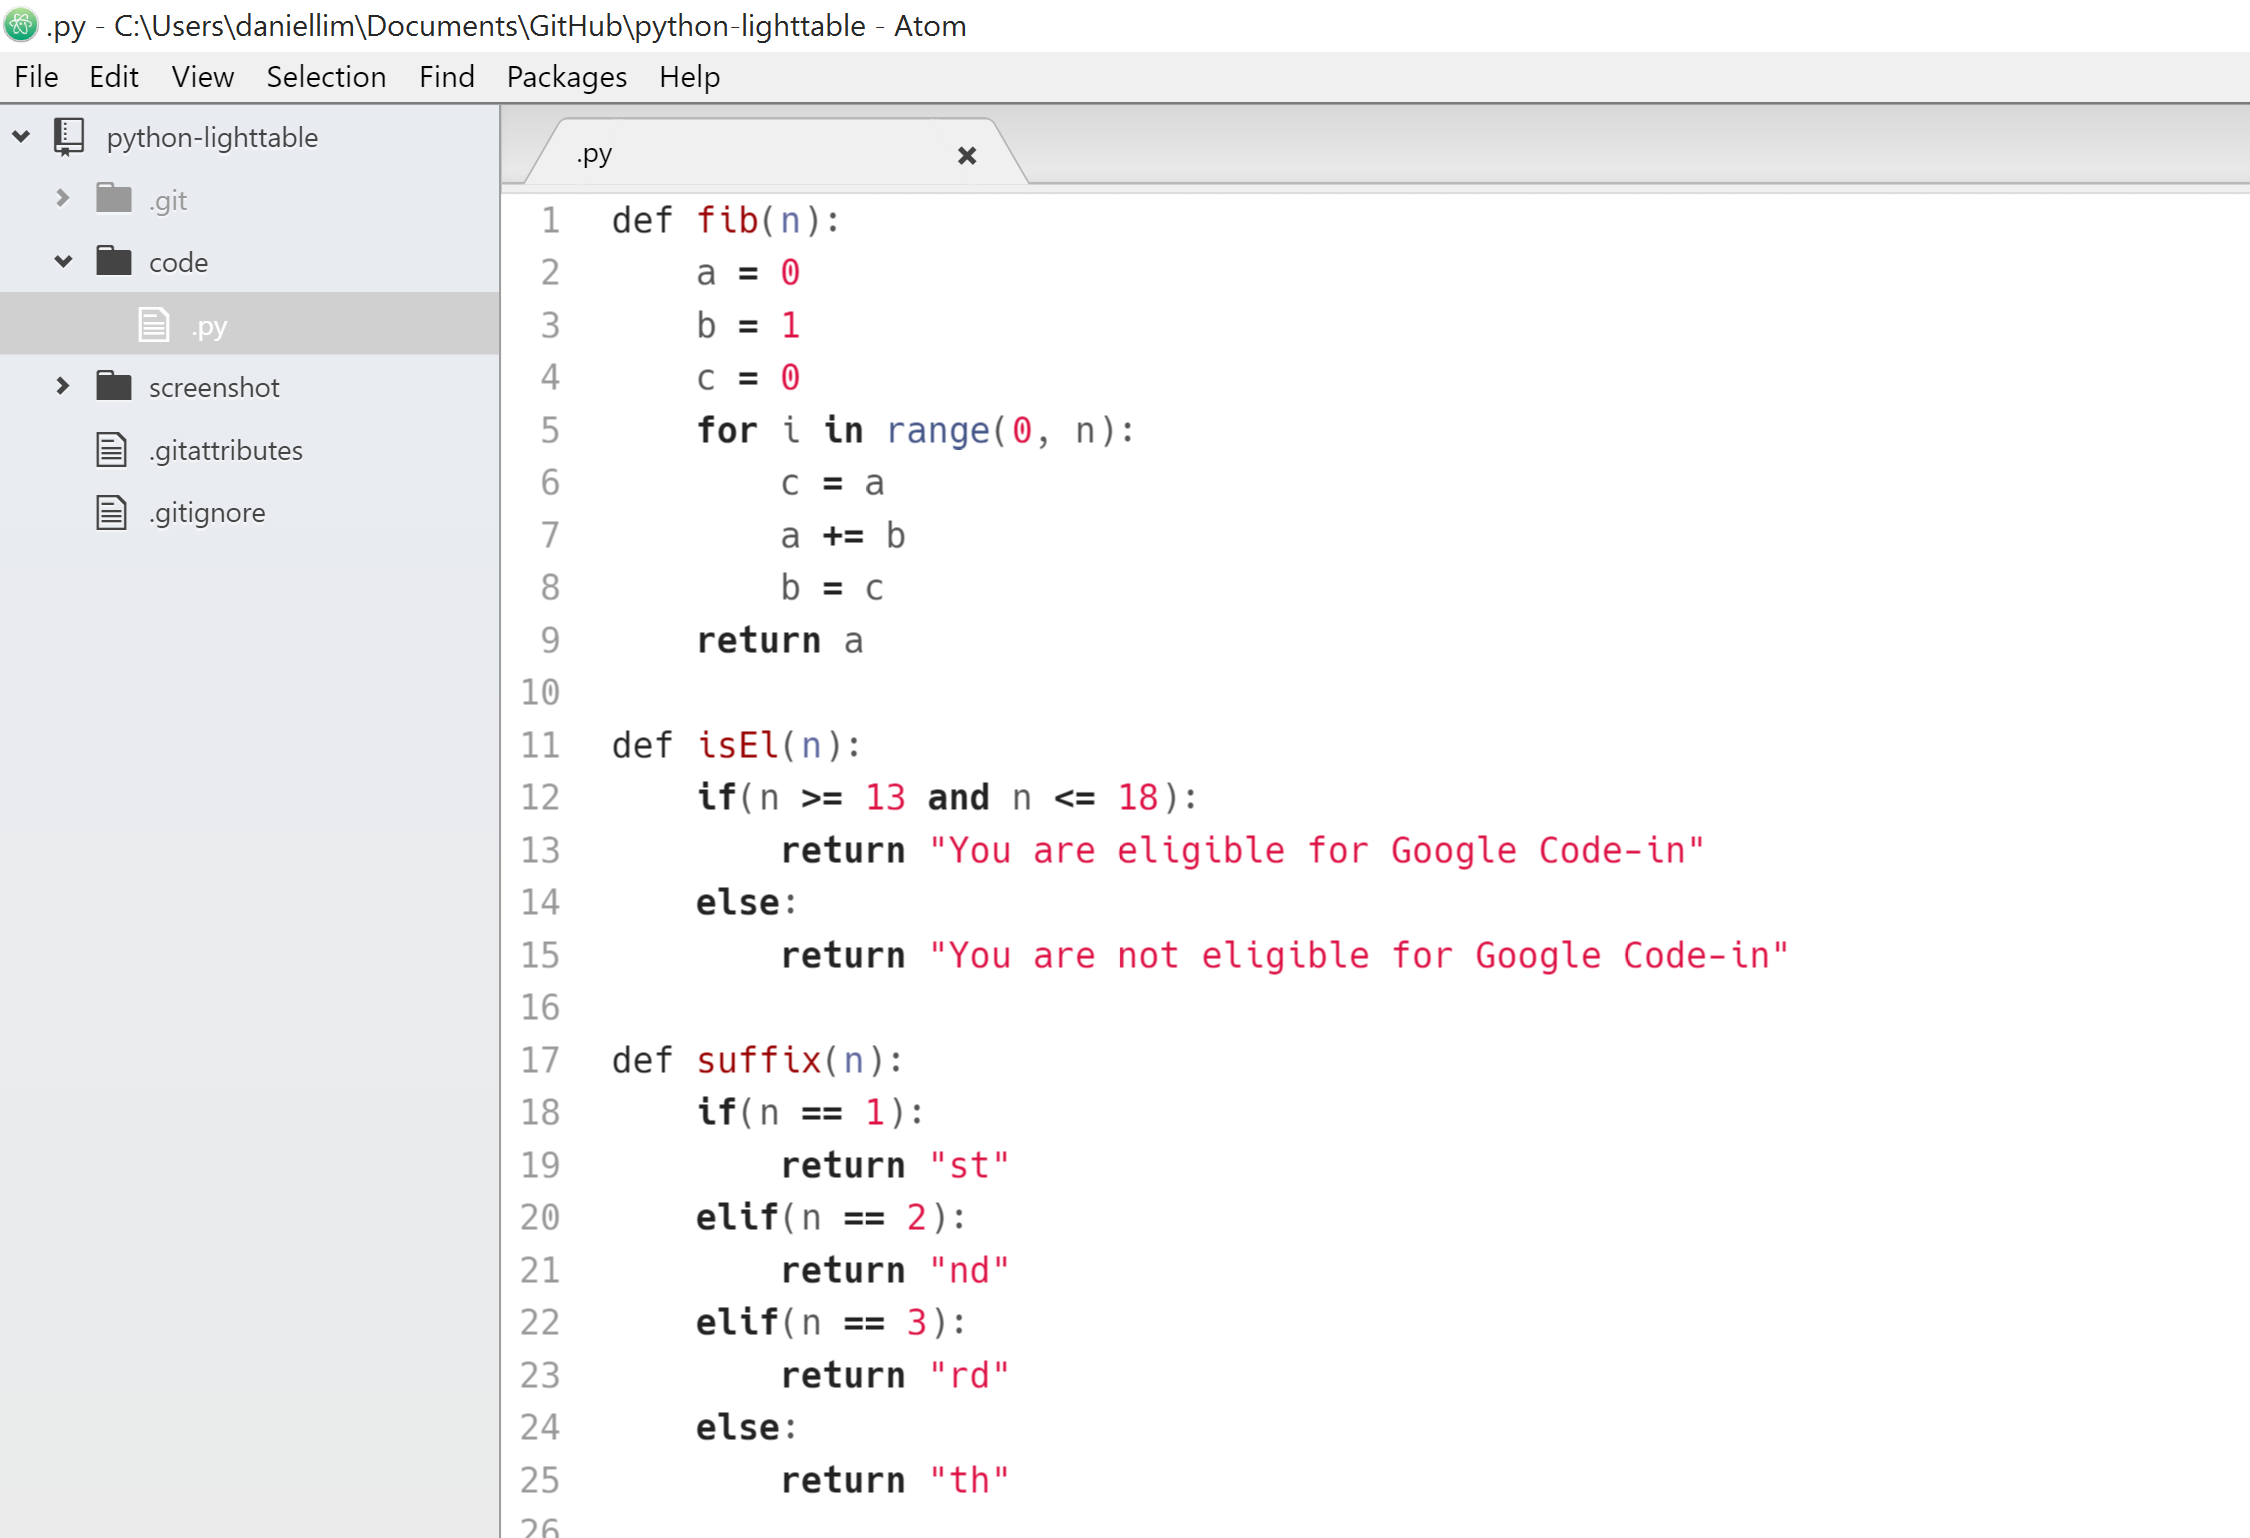 .py - C:\Users\daniellim\Documents\GitHub\python-lighttable - Atom
File Edit View Selection Find Packages Help
python-lighttable
.git
code
.py
screenshot
.gitattributes
.gitignore
.py
1 def fib(n):
2     a = 0
3     b = 1
4     c = 0
5     for i in range(0, n):
6         c = a
7         a += b
8         b = c
9     return a
10
11 def isEl(n):
12     if(n >= 13 and n <= 18):
13         return "You are eligible for Google Code-in"
14     else:
15         return "You are not eligible for Google Code-in"
16
17 def suffix(n):
18     if(n == 1):
19         return "st"
20     elif(n == 2):
21         return "nd"
22     elif(n == 3):
23         return "rd"
24     else:
25         return "th"
26